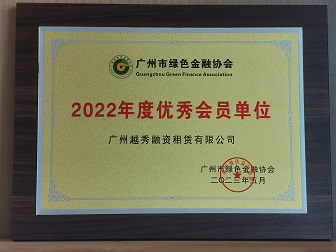 广州市绿色金融协会
Guangzhou Green Finance Association
2022年度优秀会员单位
广州越秀融资租赁有限公司
广州市绿色金融协会
二〇二三年五月